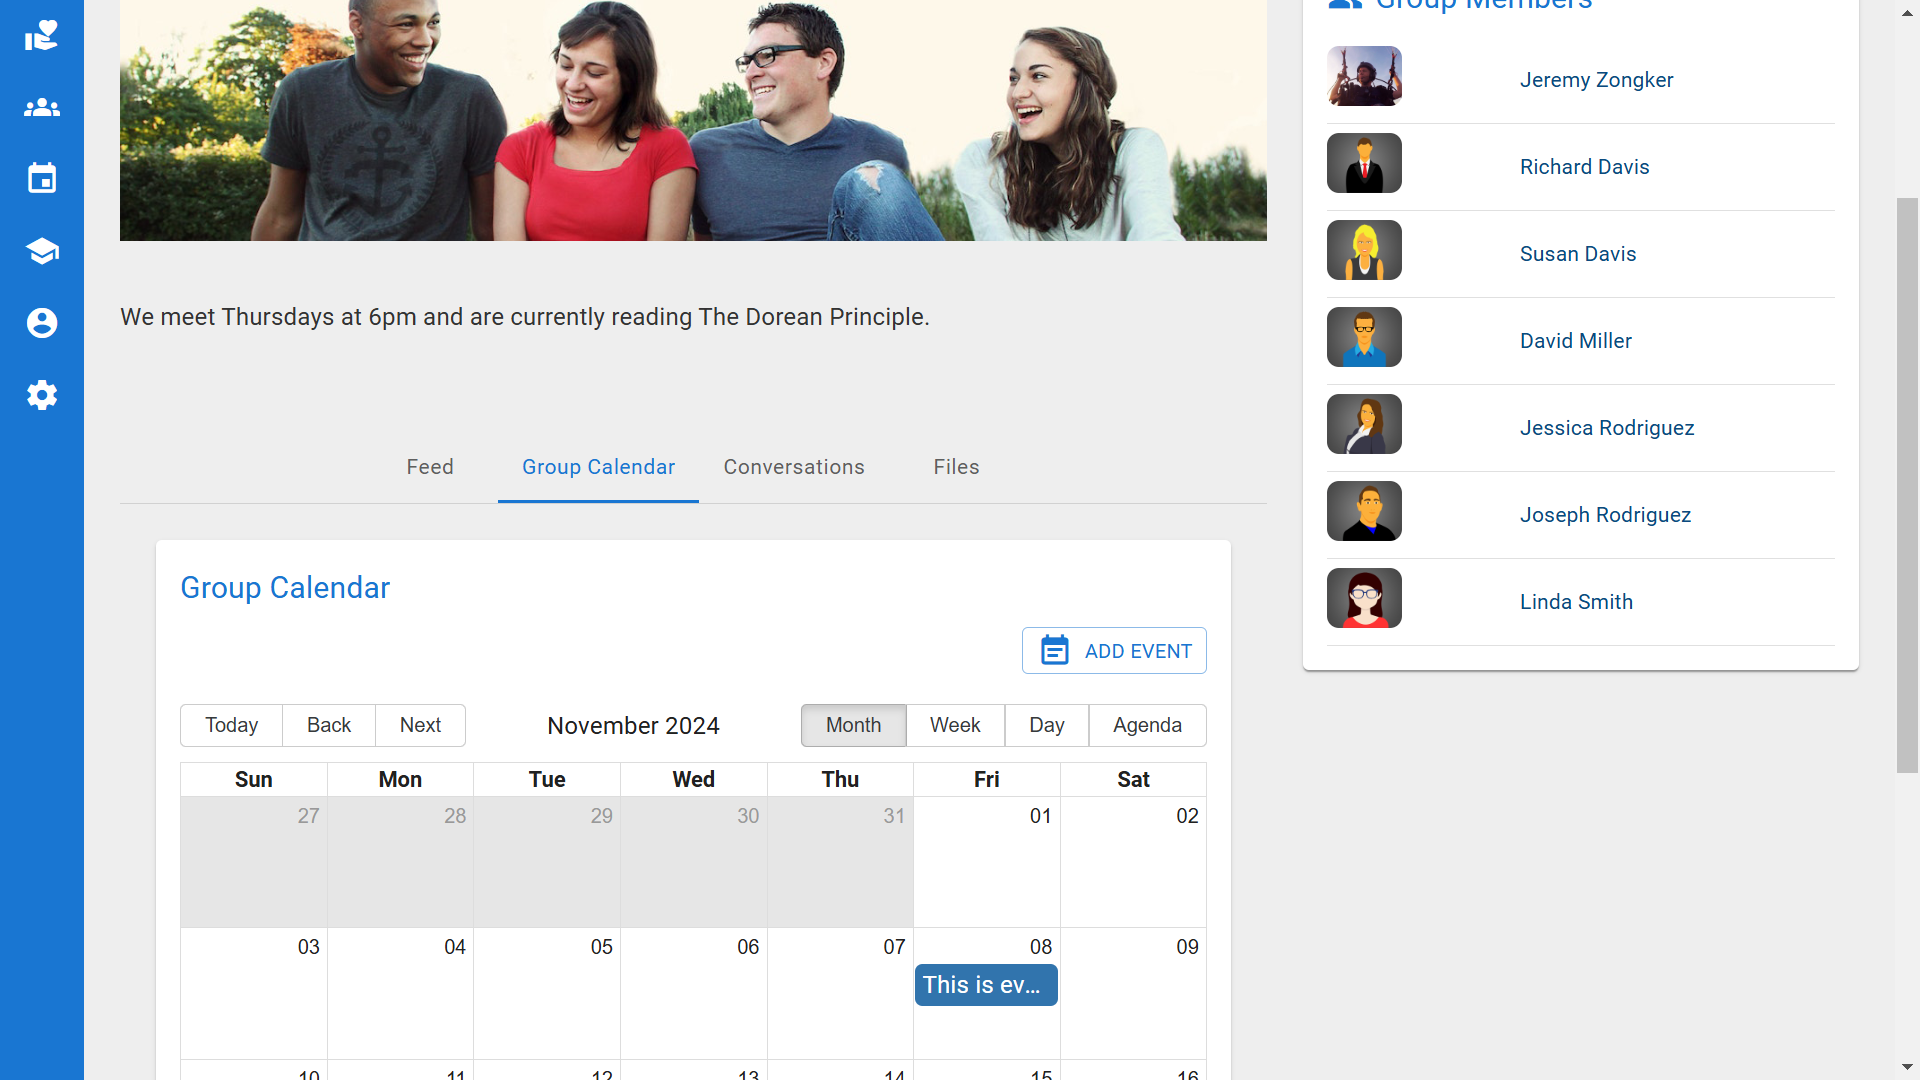 Group Members
Jeremy Zongker
Richard Davis
Susan Davis
David Miller
Jessica Rodriguez
Joseph Rodriguez
Linda Smith
We meet Thursdays at 6pm and are currently reading The Dorean Principle.
Feed Group Calendar Conversations Files
Group Calendar
ADD EVENT
Today Back Next November 2024 Month Week Day Agenda
Sun Mon Tue Wed Thu Fri Sat
27 28 29 30 31 01 02
03 04 05 06 07 08 09
This is ev...
10 11 12 13 14 15 16